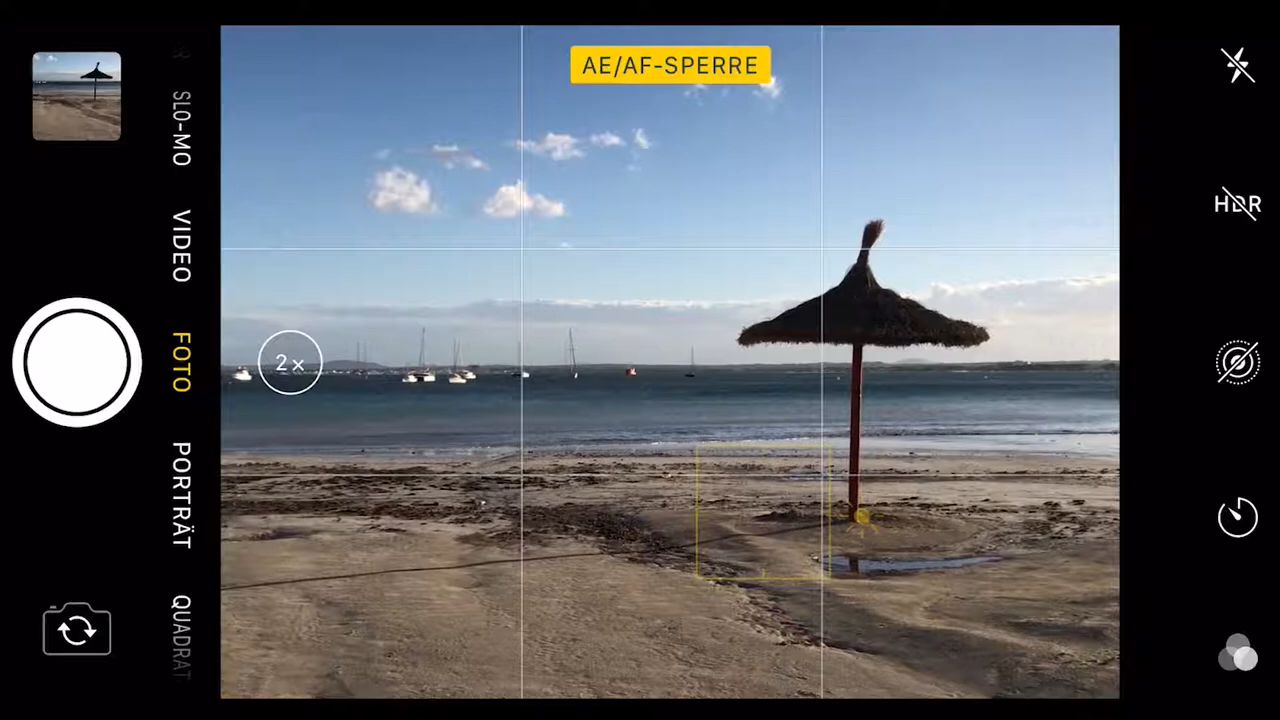 AE/AF-SPERRE
SLO-MO
VIDEO
FOTO
PORTRÄT
QUADRAT
2×
HDR